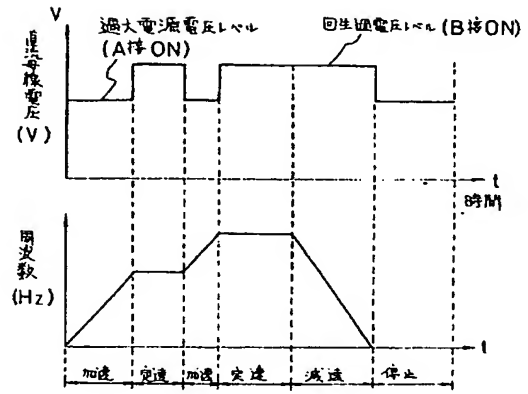 V
過大電源電圧レベル
(A接ON)
回生過電圧レベル(B接ON)
直流母線電圧
(V)
t
時間
周波数
(Hz)
t
加速
定速
加速
定速
減速
停止